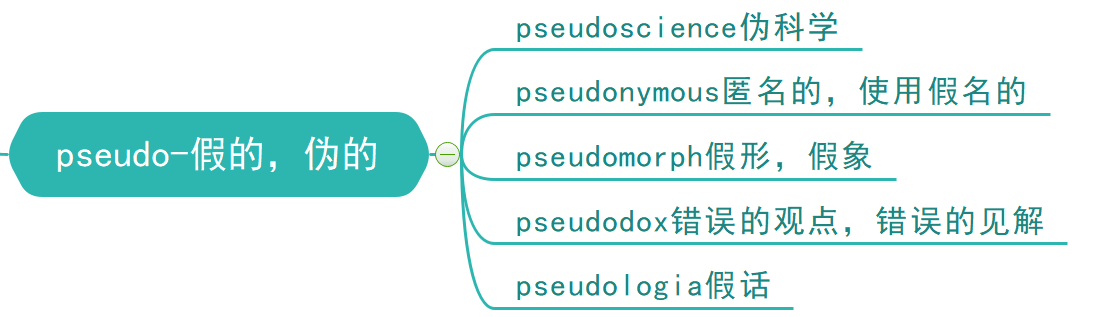 pseudo-假的，伪的
pseudoscience伪科学
pseudonymous匿名的，使用假名的
pseudomorph假形，假象
pseudodox错误的观点，错误的见解
pseudologia假话